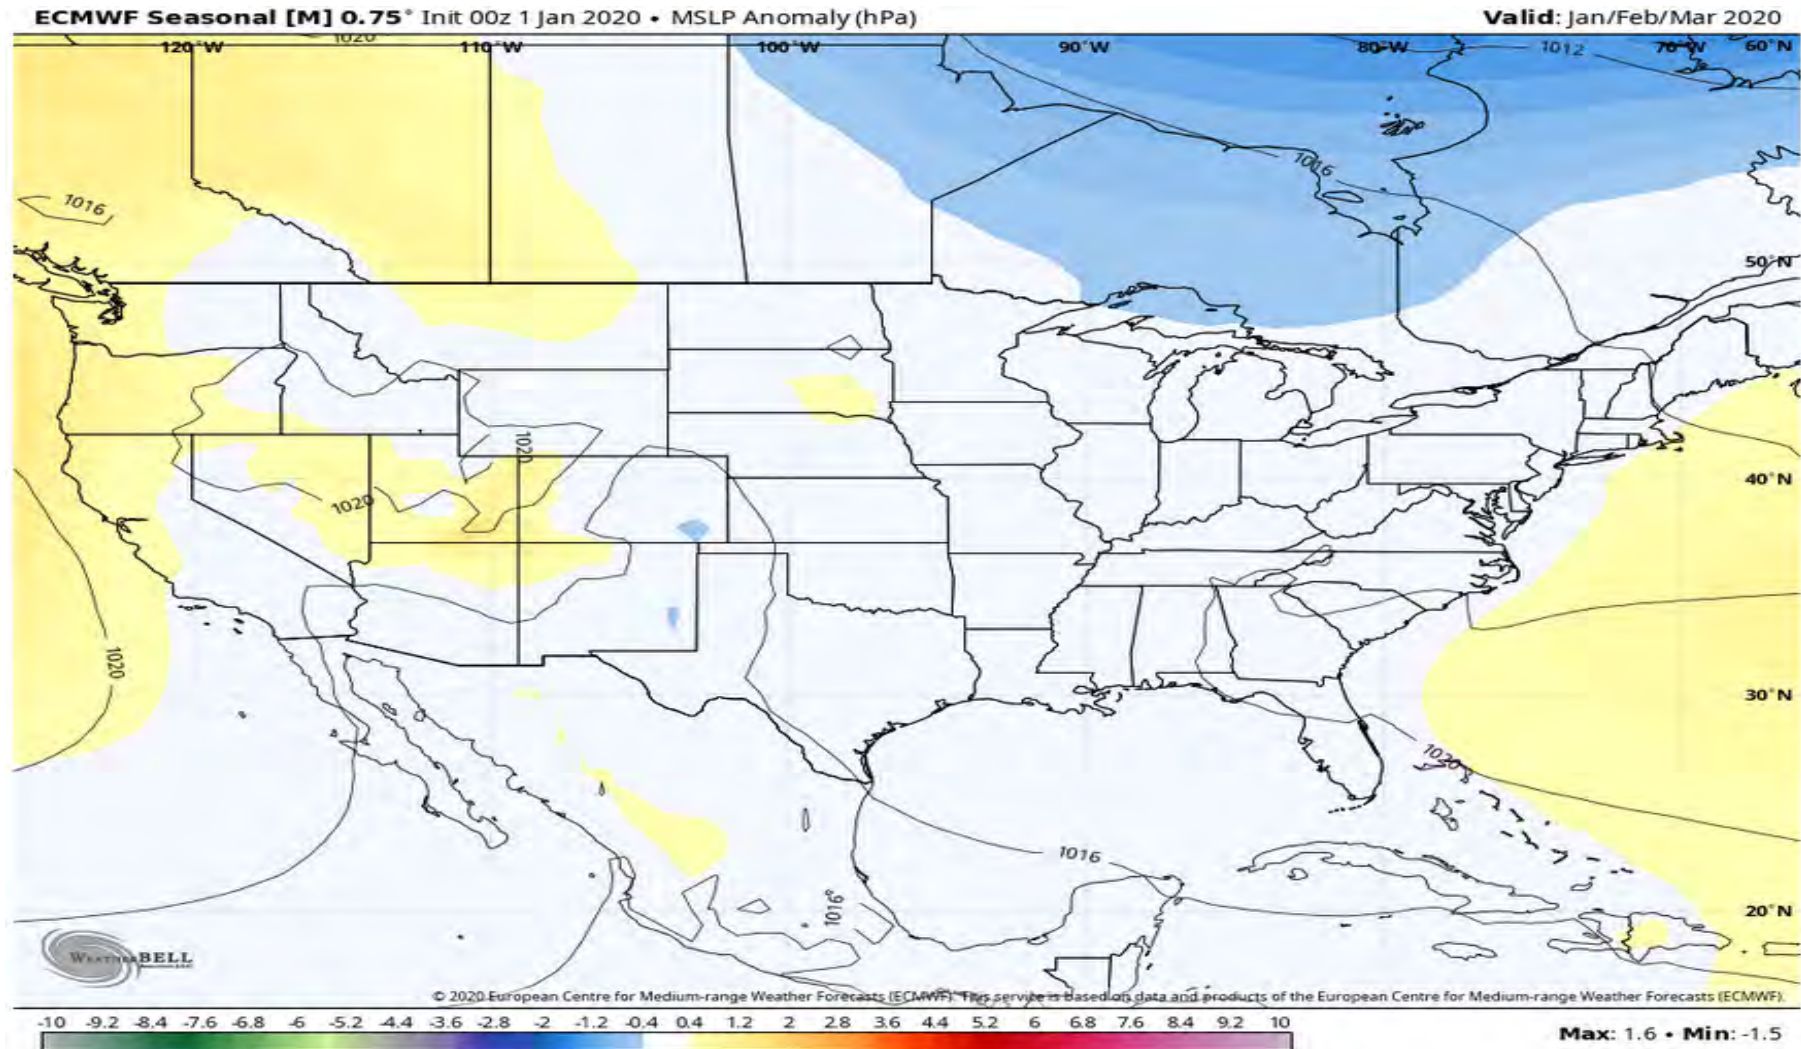 ECMWF Seasonal [M] 0.75° Init 00z 1 Jan 2020 • MSLP Anomaly (hPa) Valid: Jan/Feb/Mar 2020
1020
120°W 110°W 100°W 90°W 80°W 1012 70°W 60°N
1016
1016
50°N
1020
1020
40°N
1020
30°N
1020
1016
1016
20°N
WEATHERBELL
© 2020 European Centre for Medium-range Weather Forecasts (ECMWF). This service is based on data and products of the European Centre for Medium-range Weather Forecasts (ECMWF).
-10 -9.2 -8.4 -7.6 -6.8 -6 -5.2 -4.4 -3.6 -2.8 -2 -1.2 -0.4 0.4 1.2 2 2.8 3.6 4.4 5.2 6 6.8 7.6 8.4 9.2 10
Max: 1.6 • Min: -1.5